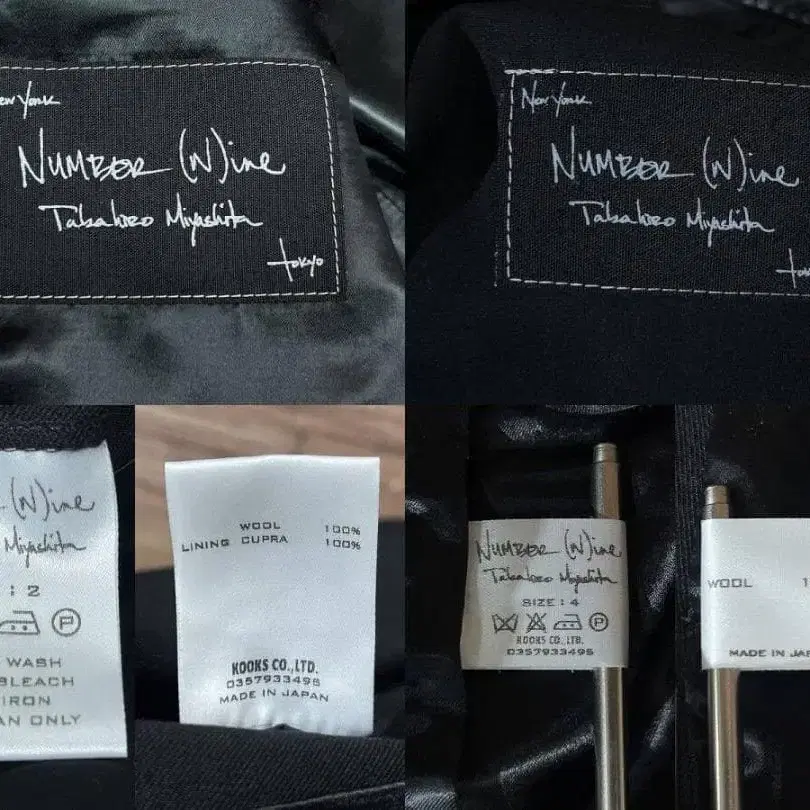 New York
NUMBER (N)ine
Takahiro Miyashita
tokyo
New York
NUMBER (N)ine
Takahiro Miyashita
(N)ine
Miyashita
: 2
P
WASH
BLEACH
IRON
AN ONLY
WOOL 100%
LINING CUPRA 100%
KOOKS CO.,LTD.
0357933495
MADE IN JAPAN
NUMBER (N)ine
Takahiro Miyashita
SIZE : 4
P
KOOKS CO.,LTD.
0357933495
WOOL 1
MADE IN JAP